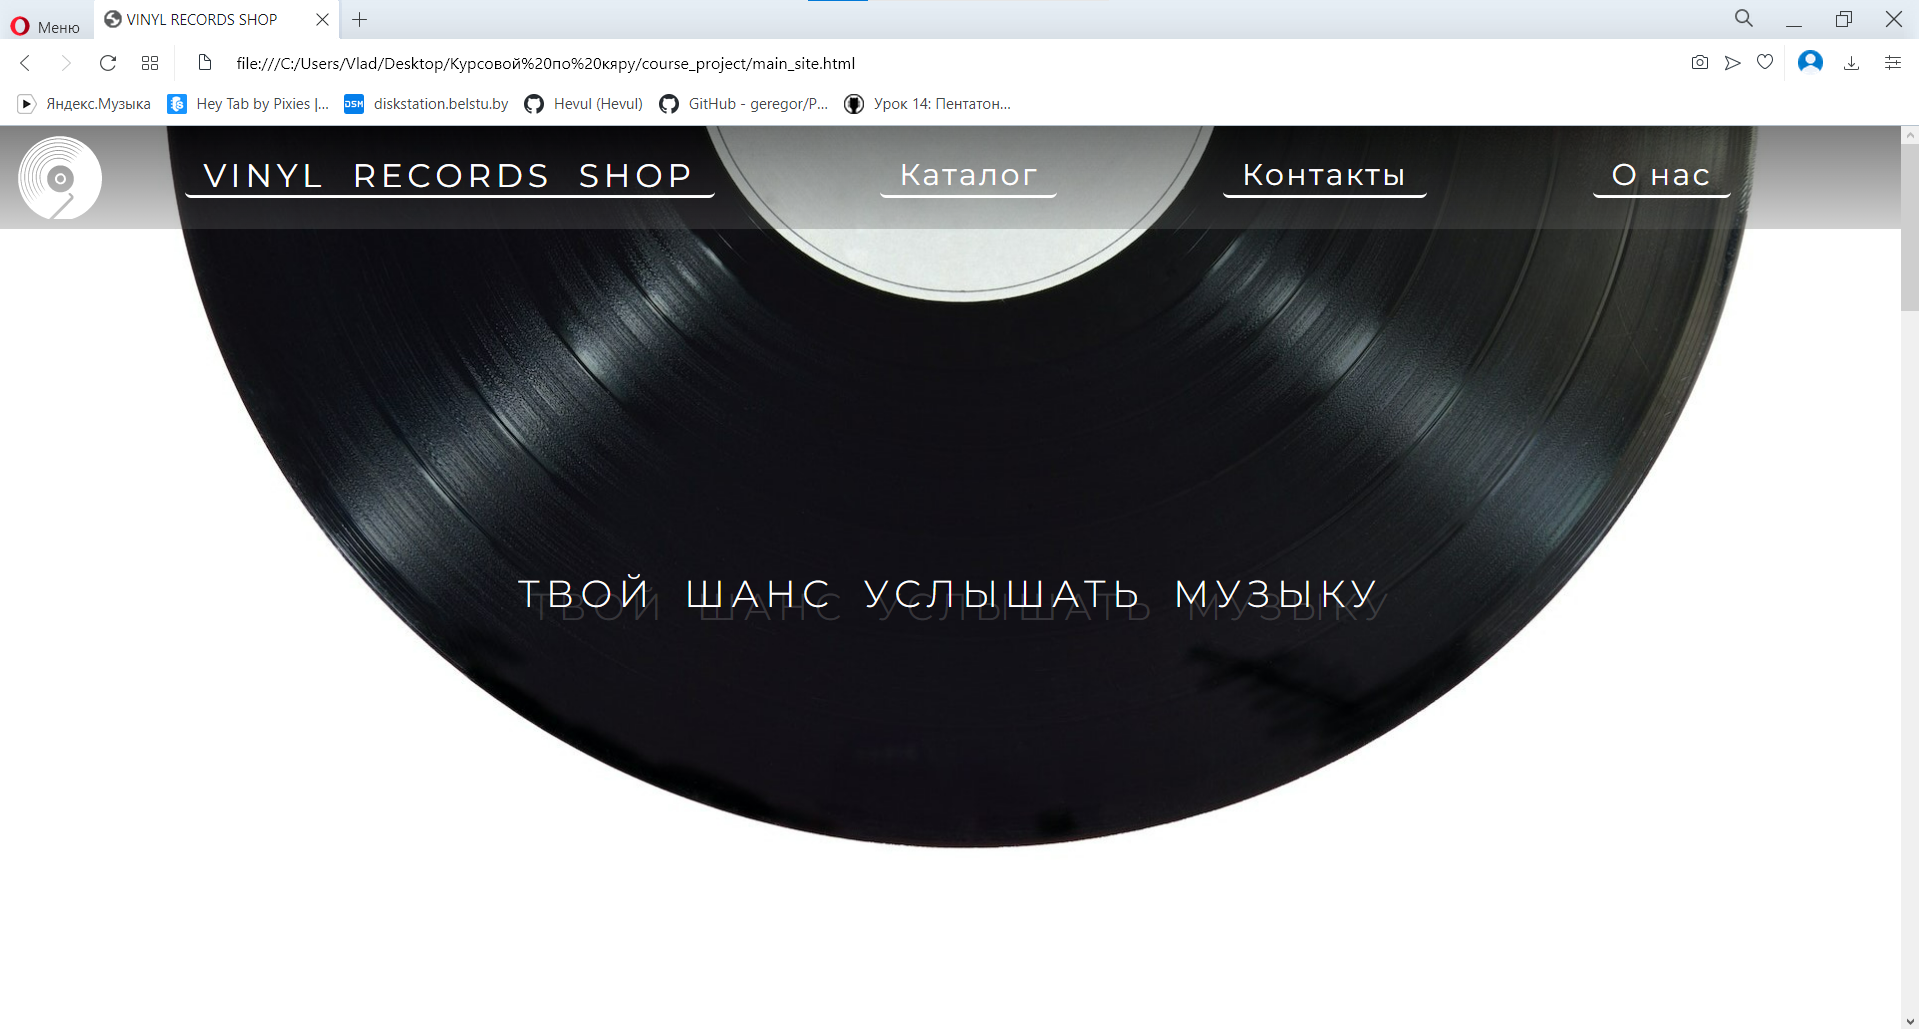 Меню
VINYL RECORDS SHOP
file:///C:/Users/Vlad/Desktop/Курсовой%20по%20кяру/course_project/main_site.html
Яндекс.Музыка
Hey Tab by Pixies |...
DSM
diskstation.belstu.by
Hevul (Hevul)
GitHub - geregor/P...
Урок 14: Пентатон...
VINYL RECORDS SHOP
Каталог
Контакты
О нас
ТВОЙ ШАНС УСЛЫШАТЬ МУЗЫКУ